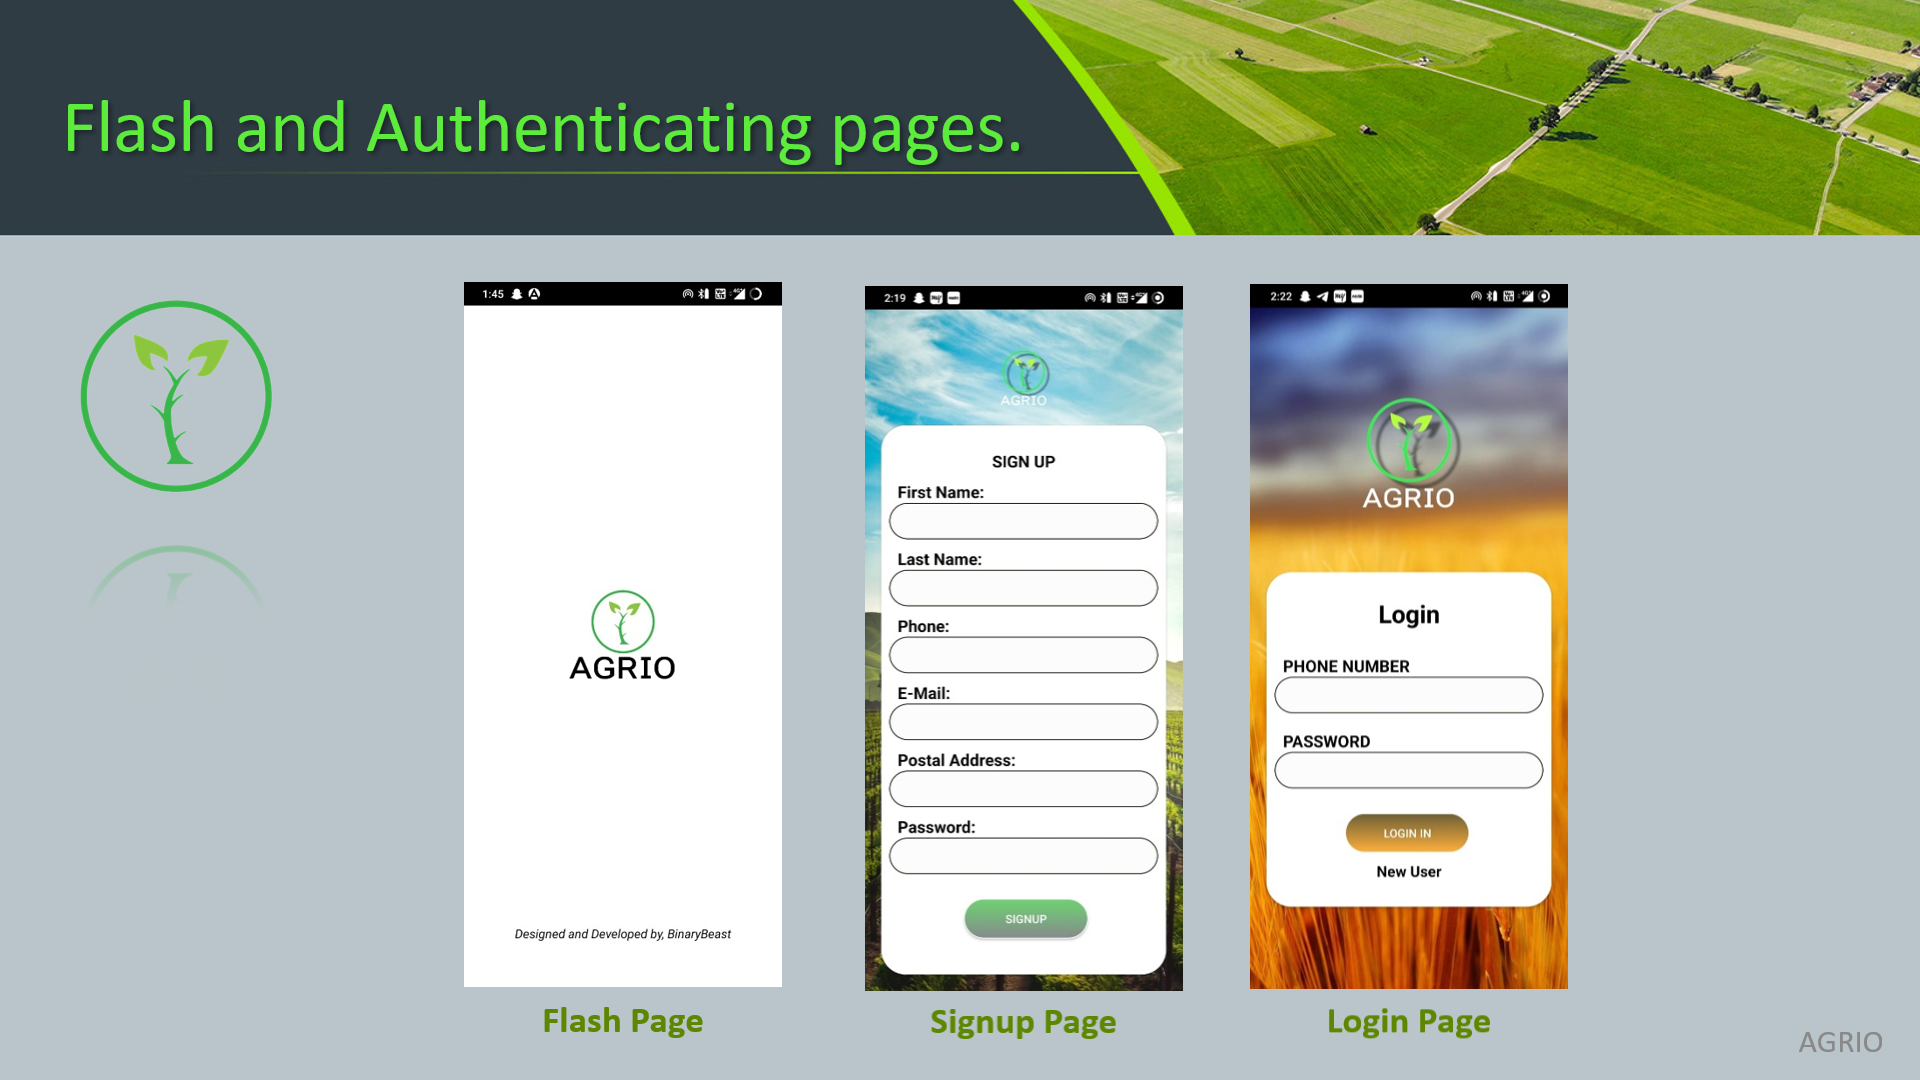 Flash and Authenticating pages.
1:45
AGRIO
Designed and Developed by, BinaryBeast
Flash Page
2:19
AGRIO
SIGN UP
First Name:
Last Name:
Phone:
E-Mail:
Postal Address:
Password:
SIGNUP
Signup Page
2:22
AGRIO
Login
PHONE NUMBER
PASSWORD
LOGIN IN
New User
Login Page
AGRIO